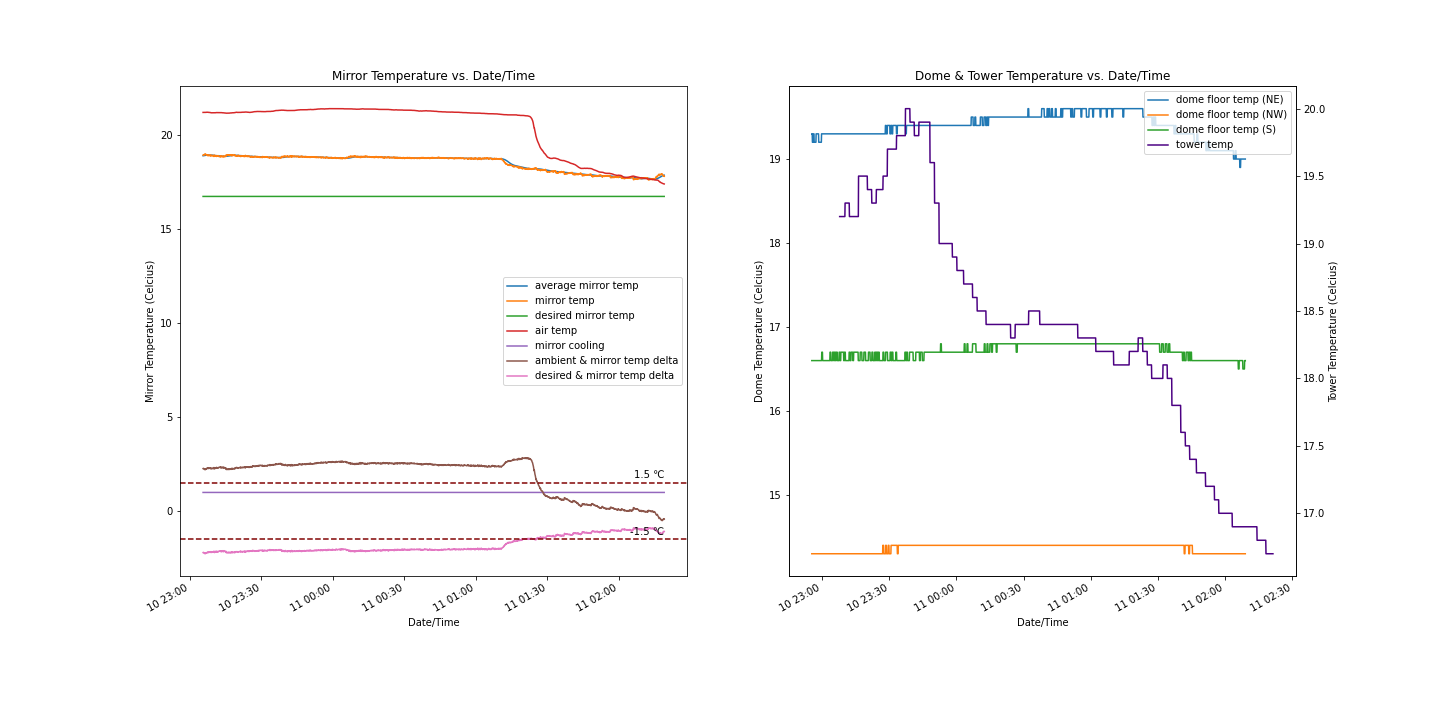 Mirror Temperature vs. Date/Time
Mirror Temperature (Celcius)
20
15
10
5
0
average mirror temp
mirror temp
desired mirror temp
air temp
mirror cooling
ambient & mirror temp delta
desired & mirror temp delta
1.5 °C
-1.5 °C
10 23:00
10 23:30
11 00:00
11 00:30
11 01:00
11 01:30
11 02:00
Date/Time
Dome & Tower Temperature vs. Date/Time
Dome Temperature (Celcius)
19
18
17
16
15
dome floor temp (NE)
dome floor temp (NW)
dome floor temp (S)
tower temp
20.0
19.5
19.0
18.5
18.0
17.5
17.0
Tower Temperature (Celcius)
10 23:00
10 23:30
11 00:00
11 00:30
11 01:00
11 01:30
11 02:00
11 02:30
Date/Time